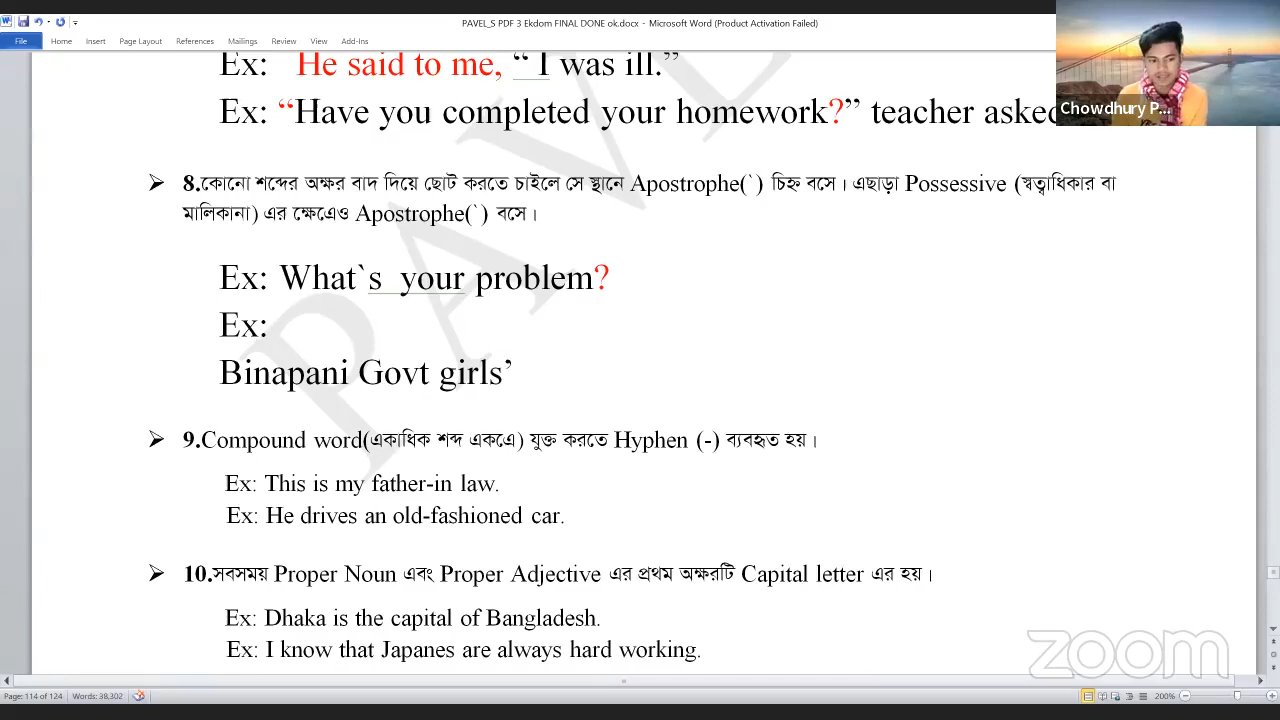 PAVEL_S PDF 3 Ekdom FINAL DONE ok.docx - Microsoft Word (Product Activation Failed)
File Home Insert Page Layout References Mailings Review View Add-Ins
Ex: He said to me, “ I was ill.”
Ex: “Have you completed your homework?” teacher asked
Chowdhury P...
8.কোনো শব্দের অক্ষর বাদ দিয়ে ছোট করতে চাইলে সে স্থানে Apostrophe(`) চিহ্ন বসে। এছাড়া Possessive (স্বত্বাধিকার বা
মালিকানা) এর ক্ষেএেও Apostrophe(`) বসে।
Ex: What`s your problem?
Ex:
Binapani Govt girls’
9.Compound word(একাধিক শব্দ একএে) যুক্ত করতে Hyphen (-) ব্যবহৃত হয়।
Ex: This is my father-in law.
Ex: He drives an old-fashioned car.
10.সবসময় Proper Noun এবং Proper Adjective এর প্রথম অক্ষরটি Capital letter এর হয়।
Ex: Dhaka is the capital of Bangladesh.
Ex: I know that Japanes are always hard working.
PAVEL
zoom
Page: 114 of 124 Words: 38,302 200%